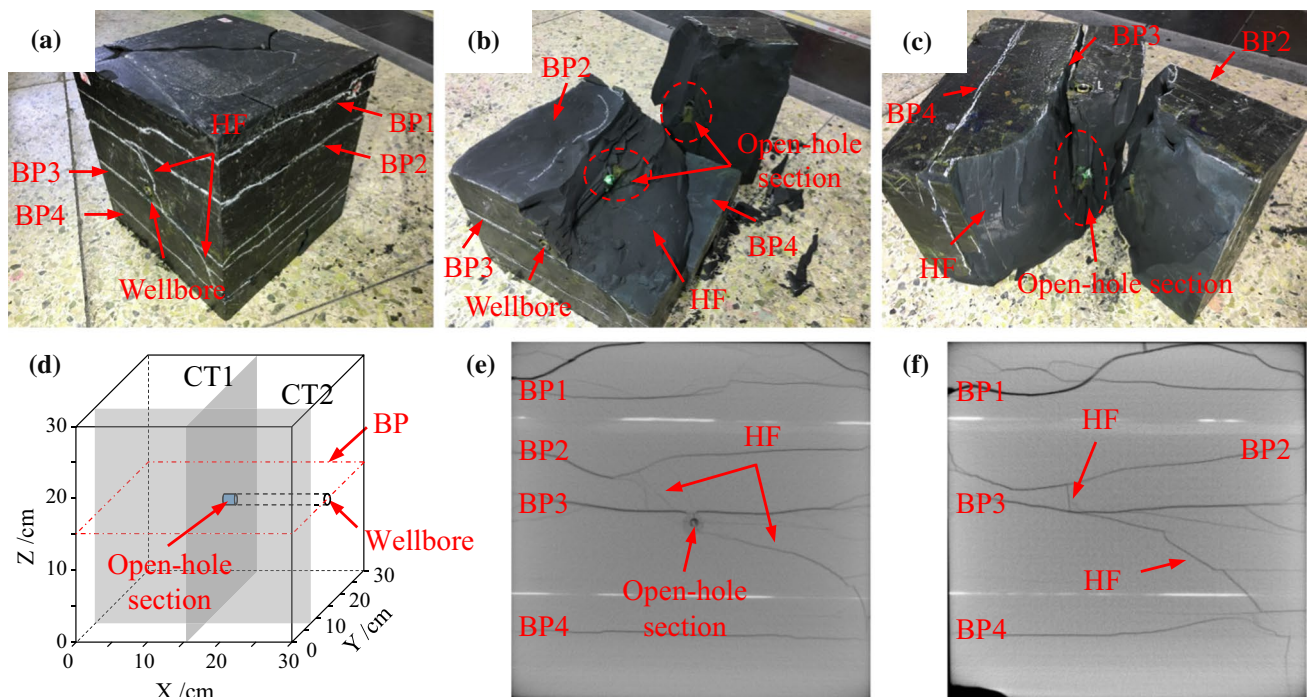 (a)
HF
BP1
BP2
BP3
BP4
Wellbore
(b)
BP2
Open-hole
section
BP4
BP3
Wellbore
HF
(c)
BP3
BP2
BP4
L
HF
Open-hole section
(d)
CT1
CT2
BP
30
20
10
0
Z /cm
Open-hole
section
Wellbore
30
20
10
0
Y /cm
0
10
20
30
X /cm
(e)
BP1
HF
BP2
BP3
Open-hole
section
BP4
(f)
BP1
HF
BP2
BP3
HF
BP4